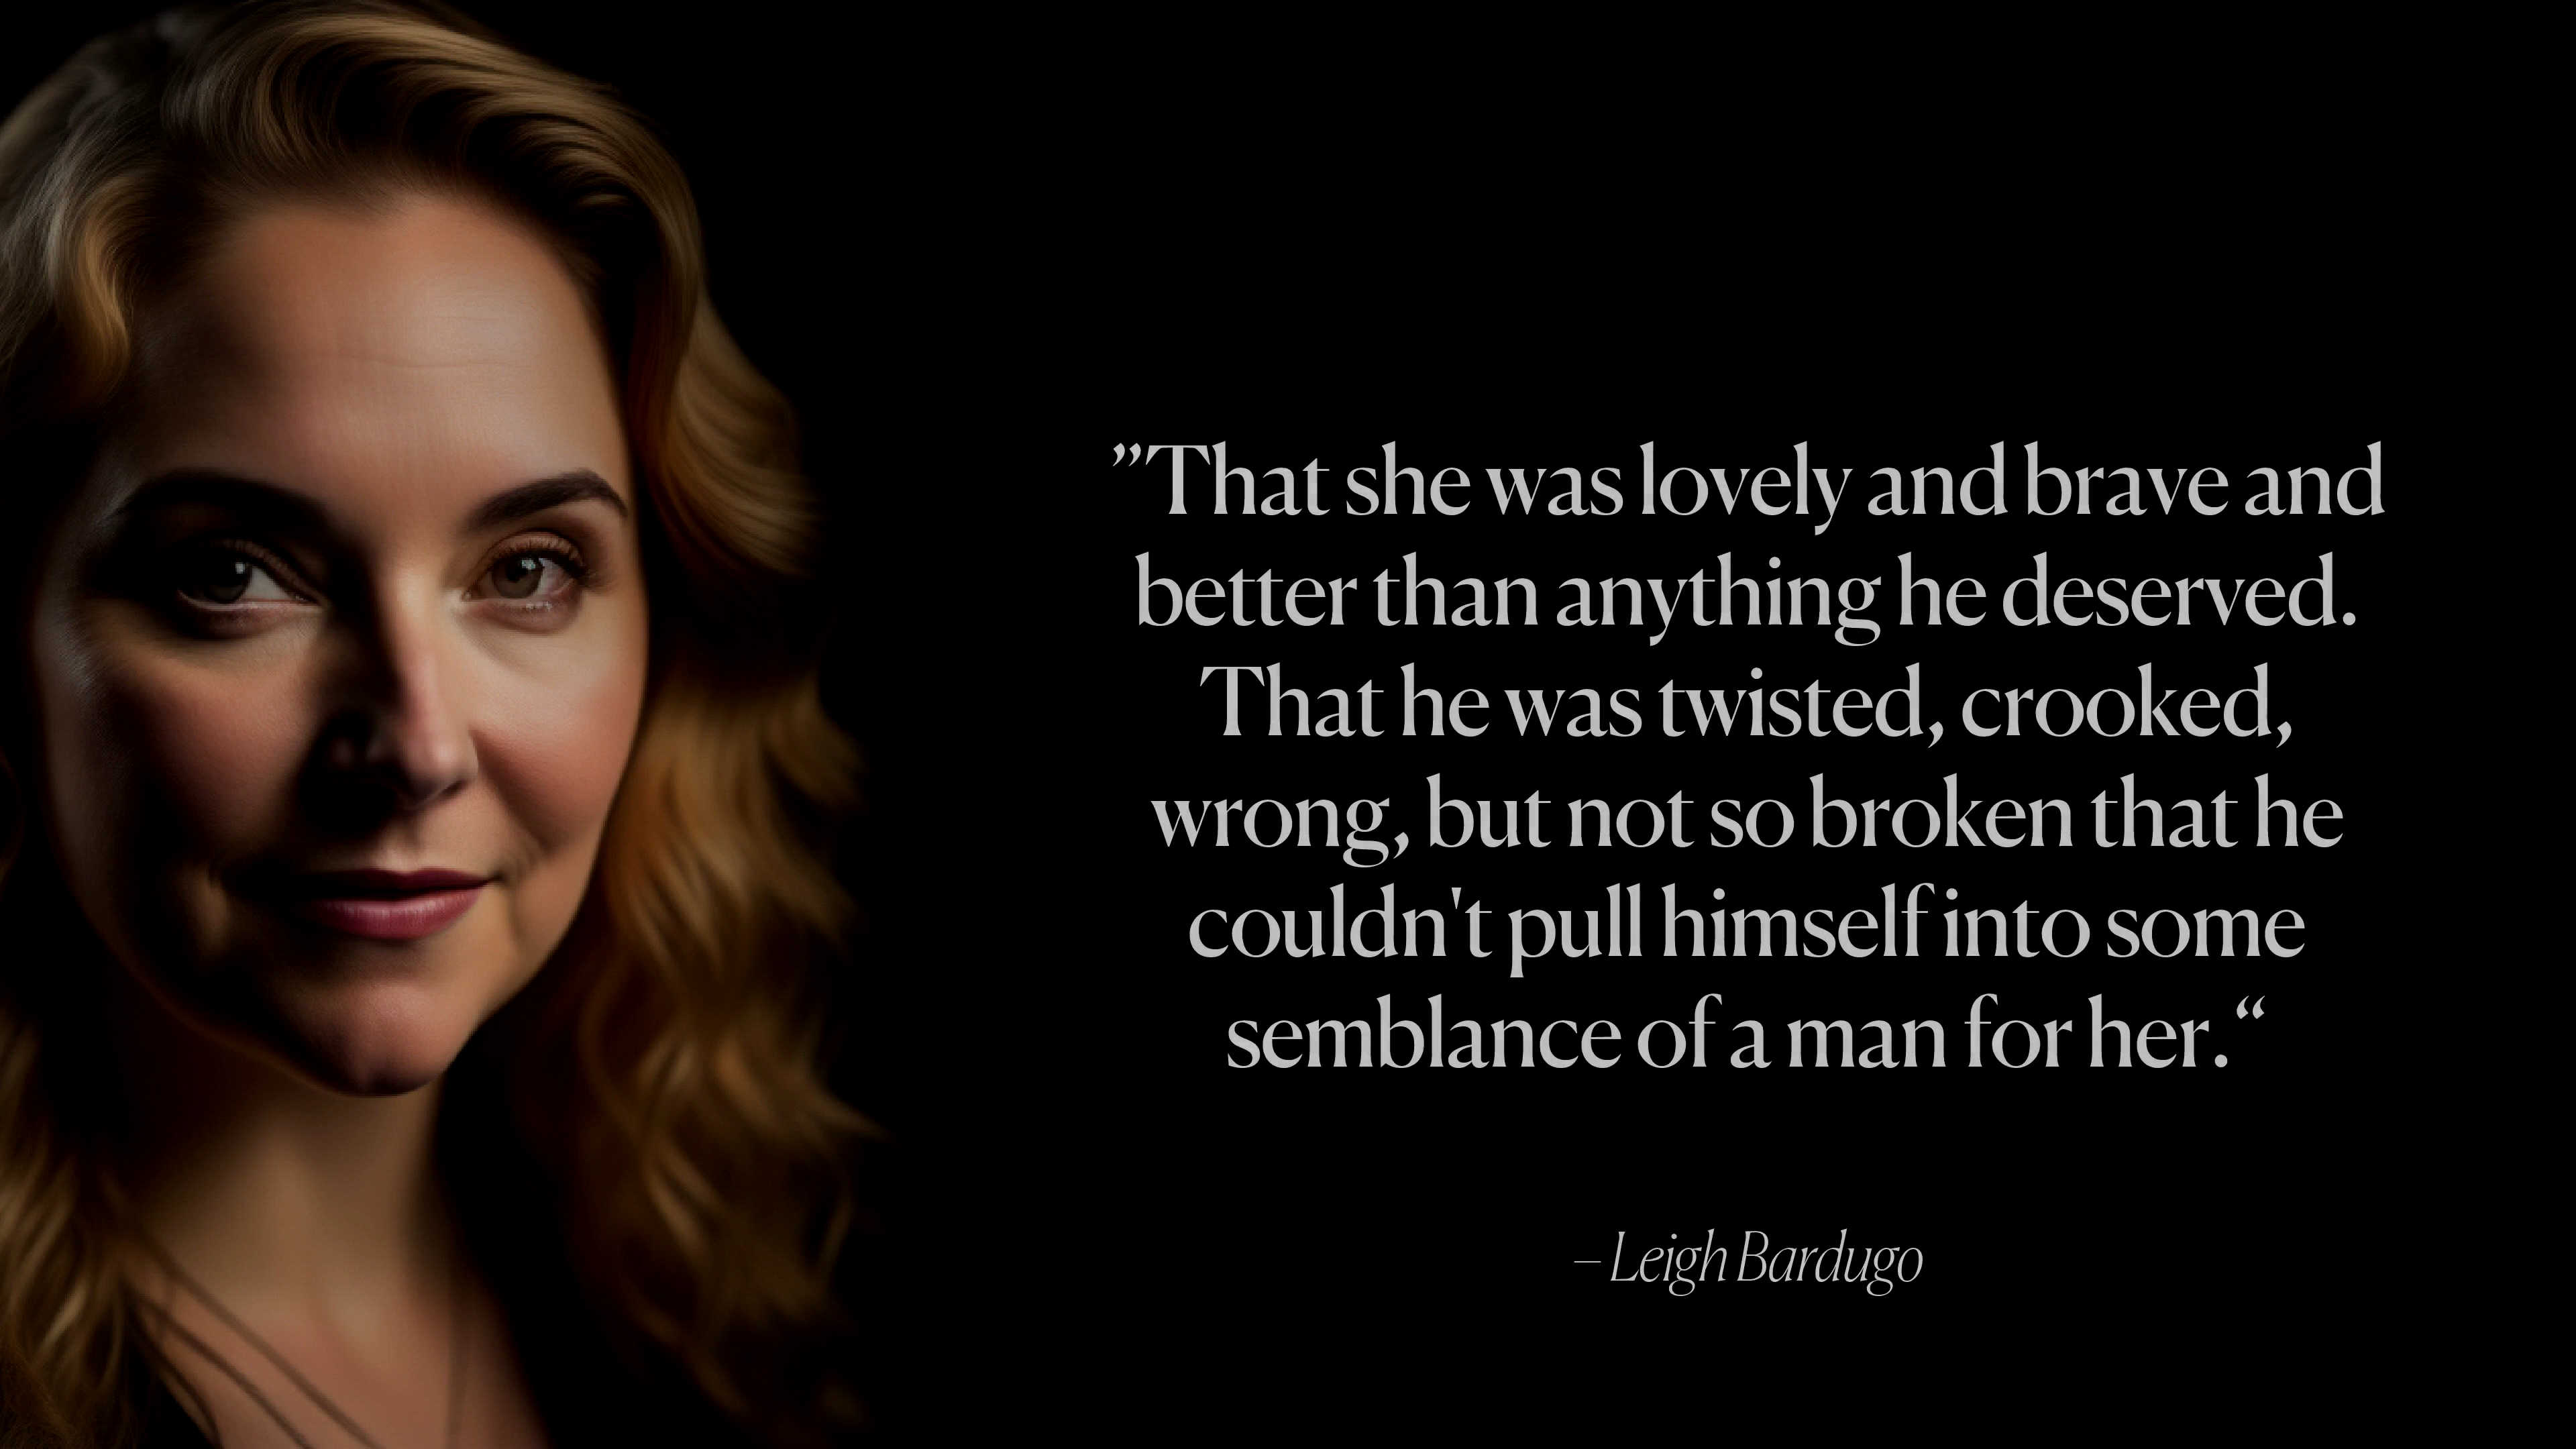 ”That she was lovely and brave and
better than anything he deserved.
That he was twisted, crooked,
wrong, but not so broken that he
couldn't pull himself into some
semblance of a man for her.“
– Leigh Bardugo